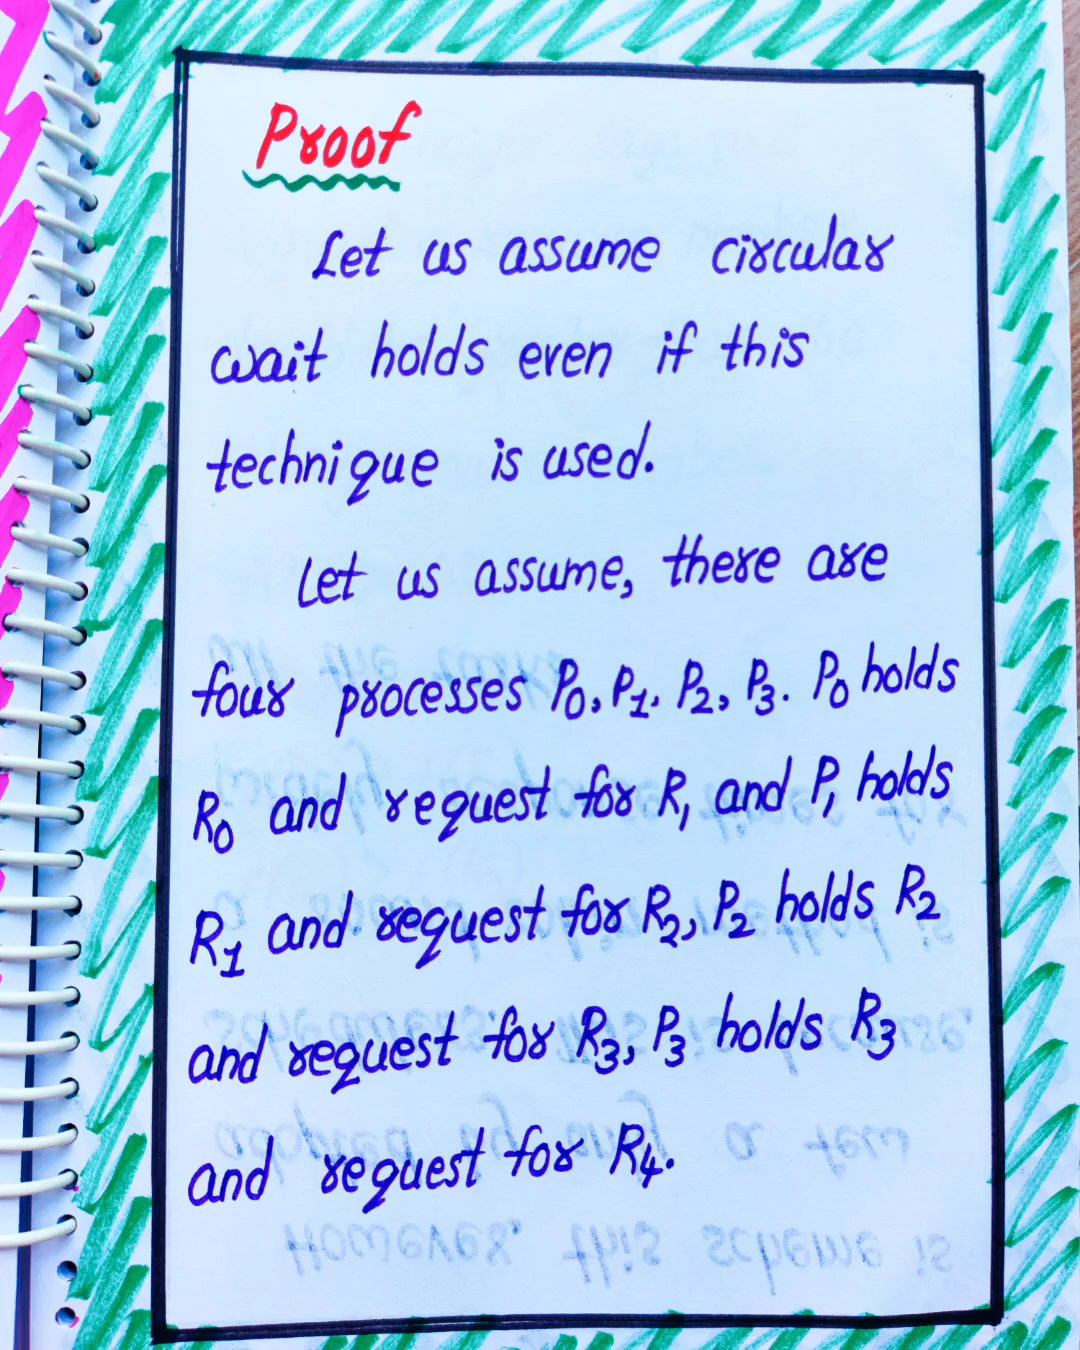 Proof
Let us assume circular
wait holds even if this
technique is used.
Let us assume, there are
four processes P0, P1, P2, P3. P0 holds
R0 and request for R1 and P1 holds
R1 and request for R2, P2 holds R2
and request for R3, P3 holds R3
and request for R4.